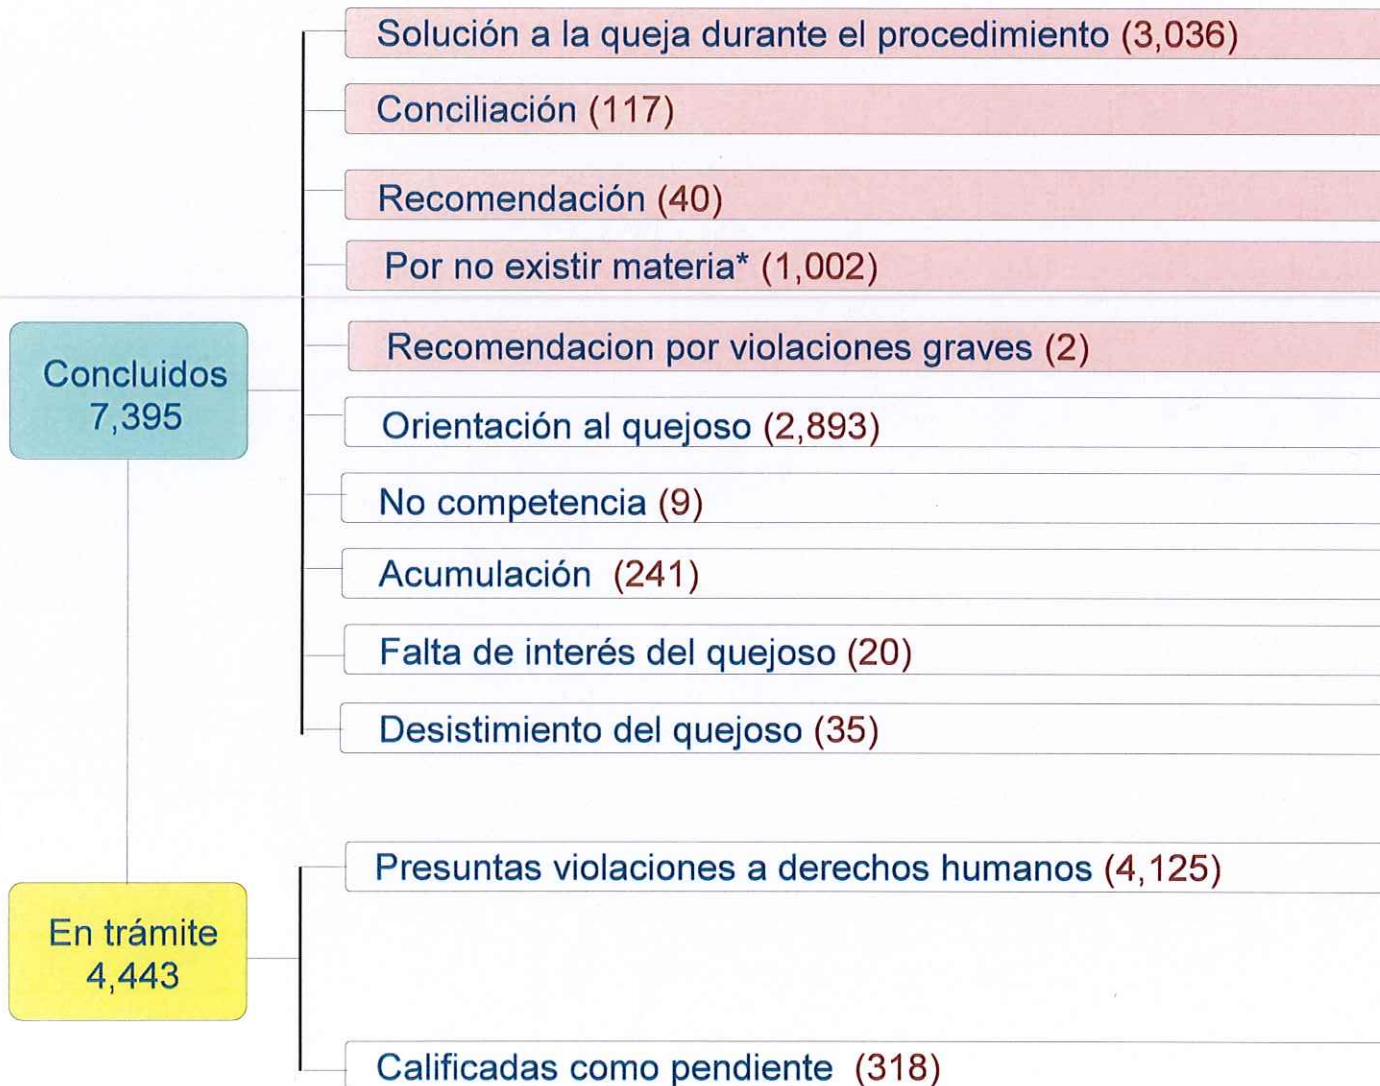 Solución a la queja durante el procedimiento (3,036)
Conciliación (117)
Recomendación (40)
Por no existir materia* (1,002)
Recomendacion por violaciones graves (2)
Concluidos
7,395
Orientación al quejoso (2,893)
No competencia (9)
Acumulación (241)
Falta de interés del quejoso (20)
Desistimiento del quejoso (35)
Presuntas violaciones a derechos humanos (4,125)
En trámite
4,443
Calificadas como pendiente (318)